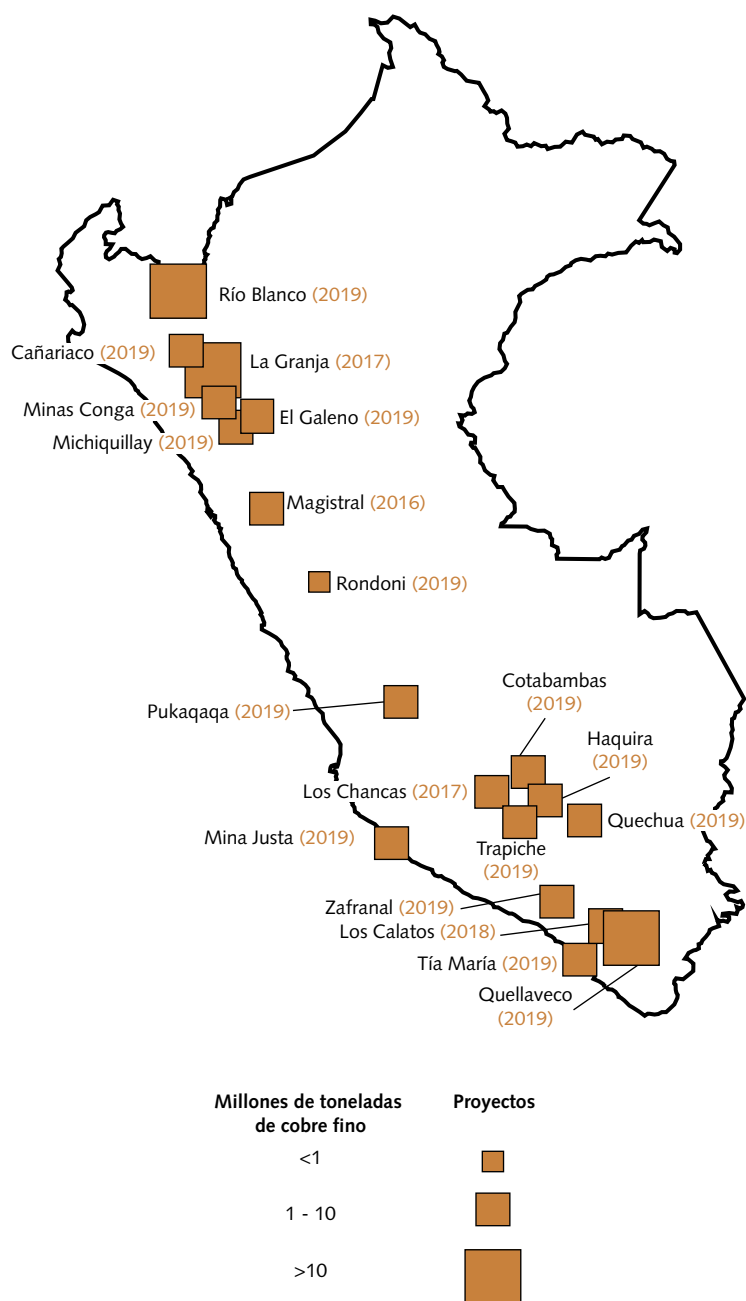 Río Blanco (2019)
Cañariaco (2019)
La Granja (2017)
Minas Conga (2019)
El Galeno (2019)
Michiquillay (2019)
Magistral (2016)
Rondoni (2019)
Cotabambas
(2019)
Pukaqaqa (2019)
Haquira
(2019)
Los Chancas (2017)
Quechua (2019)
Mina Justa (2019)
Trapiche
(2019)
Zafranal (2019)
Los Calatos (2018)
Tía María (2019)
Quellaveco
(2019)
Millones de toneladas
de cobre fino
Proyectos
<1
1 - 10
>10